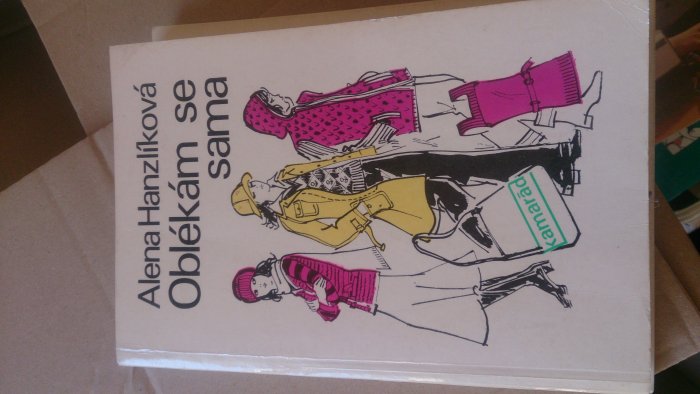 Alena Hanzlíková
Oblékám se
sama
kamarád